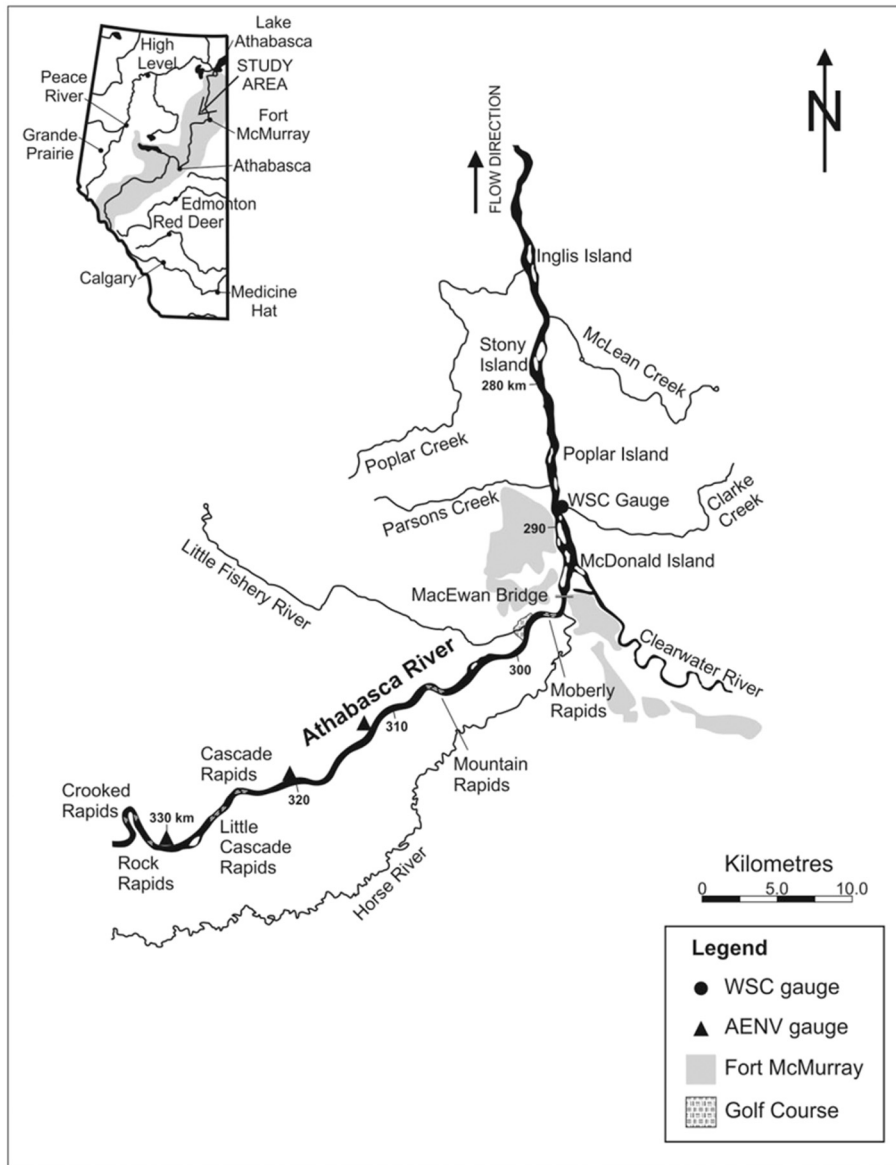 Lake
Athabasca
High
Level
STUDY
AREA
Peace
River
Fort
McMurray
Grande
Prairie
Athabasca
Edmonton
Red Deer
Calgary
Medicine
Hat
N
FLOW DIRECTION
Inglis Island
McLean Creek
Stony
Island
280 km
Poplar Creek
Poplar Island
Parsons Creek
WSC Gauge
Clarke
Creek
290
Little Fishery River
McDonald Island
MacEwan Bridge
Clearwater River
300
Moberly
Rapids
Athabasca River
310
Mountain
Rapids
Cascade
Rapids
320
Crooked
Rapids
330 km
Little
Cascade
Rapids
Rock
Rapids
Horse River
Kilometres
0 5.0 10.0
Legend
WSC gauge
AENV gauge
Fort McMurray
Golf Course